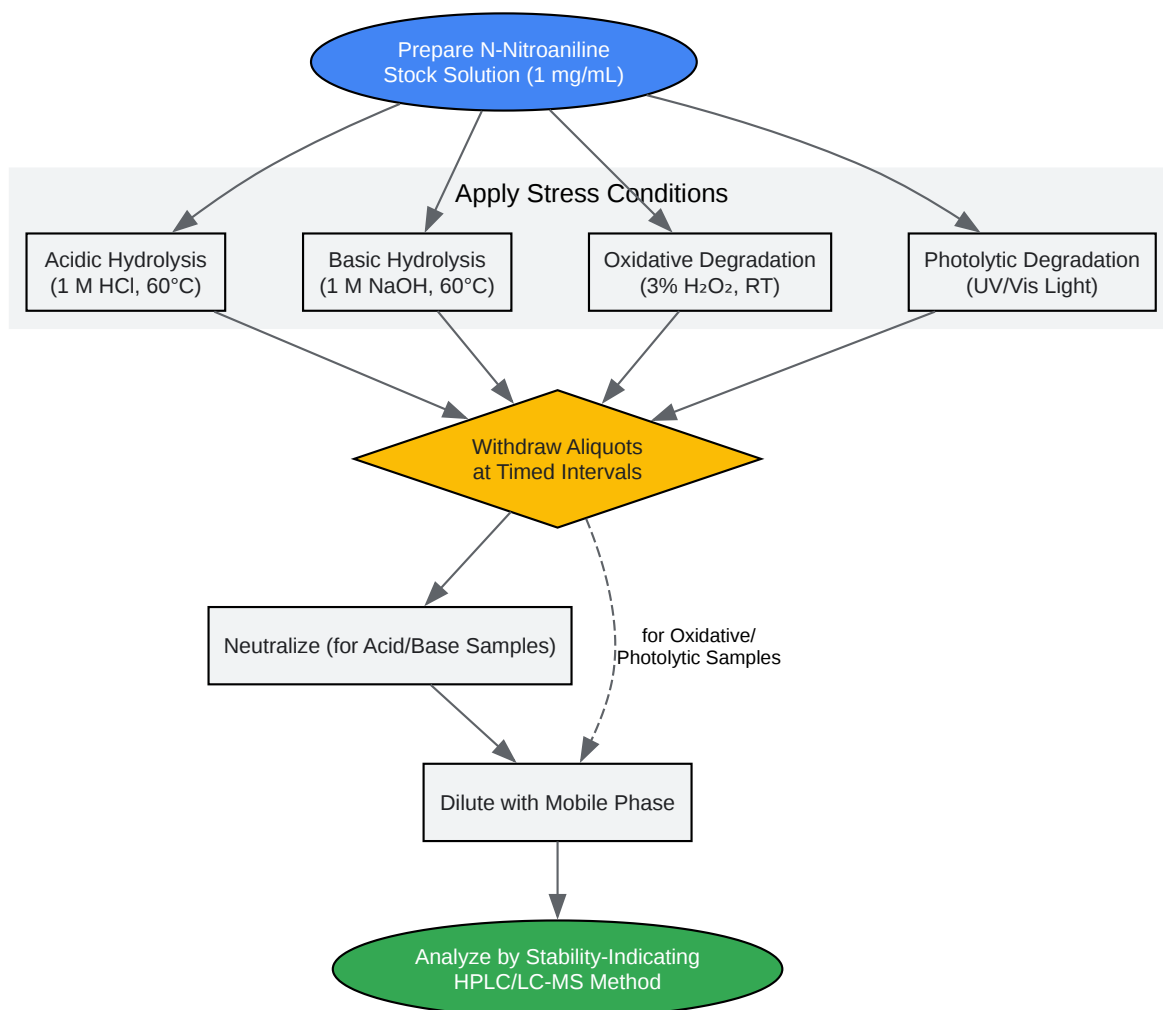 Prepare N-Nitroaniline
Stock Solution (1 mg/mL)
Apply Stress Conditions
Acidic Hydrolysis
(1 M HCl, 60°C)
Basic Hydrolysis
(1 M NaOH, 60°C)
Oxidative Degradation
(3% H₂O₂, RT)
Photolytic Degradation
(UV/Vis Light)
Withdraw Aliquots
at Timed Intervals
Neutralize (for Acid/Base Samples)
for Oxidative/
Photolytic Samples
Dilute with Mobile Phase
Analyze by Stability-Indicating
HPLC/LC-MS Method